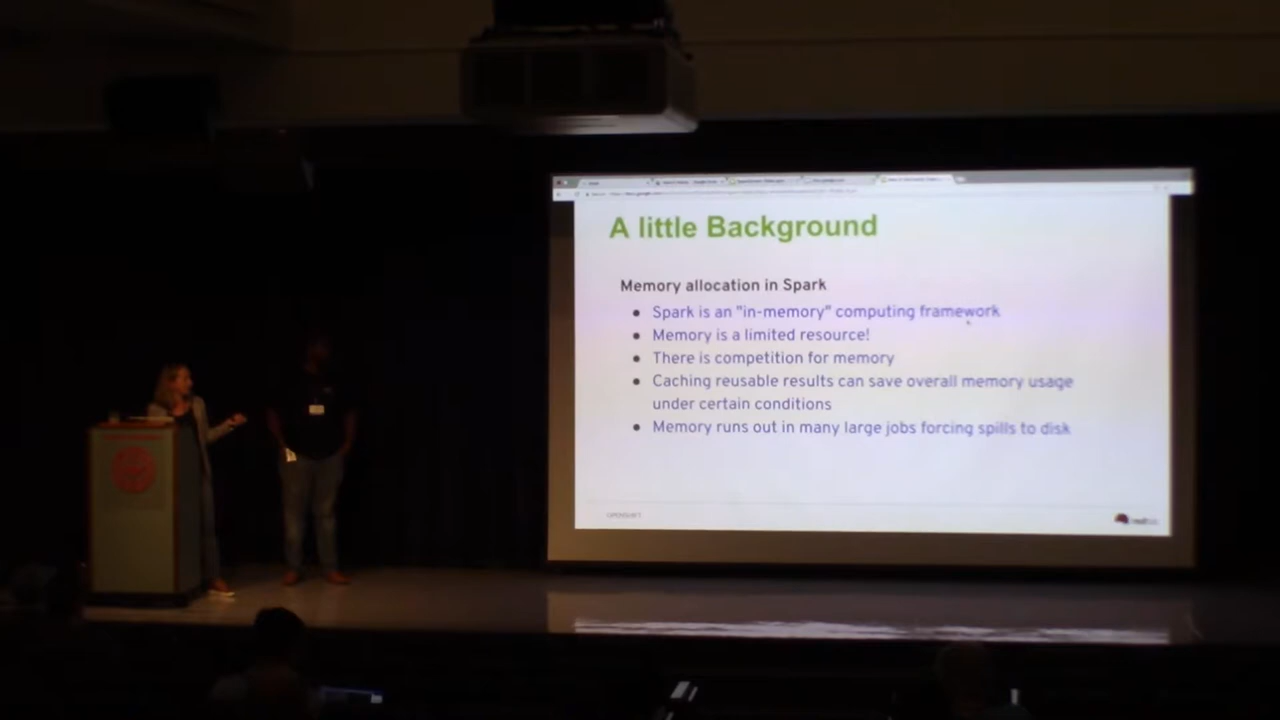 A little Background
Memory allocation in Spark
Spark is an "in-memory" computing framework
Memory is a limited resource!
There is competition for memory
Caching reusable results can save overall memory usage
under certain conditions
Memory runs out in many large jobs forcing spills to disk